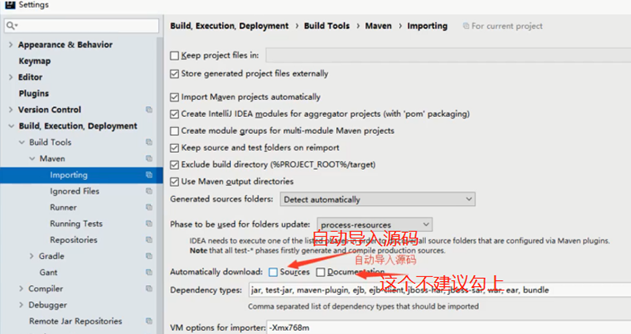 Settings
Build, Execution, Deployment › Build Tools › Maven › Importing
For current project
Appearance & Behavior
Keymap
Editor
Plugins
Version Control
Build, Execution, Deployment
Build Tools
Maven
Importing
Ignored Files
Runner
Running Tests
Repositories
Gradle
Gant
Compiler
Debugger
Remote Jar Repositories
Keep project files in:
Store generated project files externally
Import Maven projects automatically
Create IntelliJ IDEA modules for aggregator projects (with 'pom' packaging)
Create module groups for multi-module Maven projects
Keep source and test folders on reimport
Exclude build directory (%PROJECT_ROOT%/target)
Use Maven output directories
Generated sources folders: Detect automatically
Phase to be used for folders update: process-resources
IDEA needs to execute one of the listed all source folders that are configured via Maven plugins.
Note that all test-* phases firstly generate and compile production sources.
自动导入源码
自动导入源码
Automatically download: Sources Documentation
这个不建议勾上
Dependency types: jar, test-jar, maven-plugin, ejb, ejb-client, jboss-har, jboss-sar, war, ear, bundle
Comma separated list of dependency types that should be imported
VM options for importer: -Xmx768m